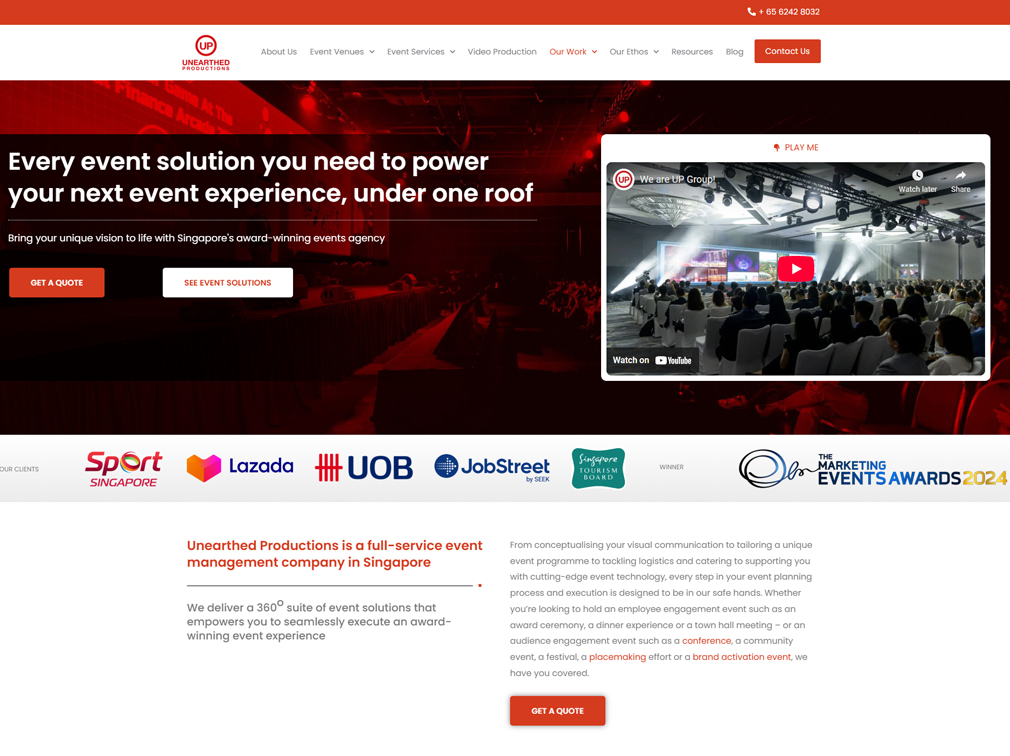 + 65 6242 8032
UP
UNEARTHED
PRODUCTIONS
About Us
Event Venues
Event Services
Video Production
Our Work
Our Ethos
Resources
Blog
Contact Us
Game At The
Finance Arcade
Every event solution you need to power
your next event experience, under one roof
Bring your unique vision to life with Singapore's award-winning events agency
GET A QUOTE
SEE EVENT SOLUTIONS
PLAY ME
UP
We are UP Group!
Watch later
Share
Watch on YouTube
OUR CLIENTS
Sport
SINGAPORE
Lazada
UOB
JobStreet
by SEEK
Singapore
TOURISM
BOARD
WINNER
THE
MARKETING
EVENTS AWARDS 2024
Unearthed Productions is a full-service event
management company in Singapore
We deliver a 360° suite of event solutions that
empowers you to seamlessly execute an award-
winning event experience
From conceptualising your visual communication to tailoring a unique
event programme to tackling logistics and catering to supporting you
with cutting-edge event technology, every step in your event planning
process and execution is designed to be in our safe hands. Whether
you're looking to hold an employee engagement event such as an
award ceremony, a dinner experience or a town hall meeting – or an
audience engagement event such as a conference, a community
event, a festival, a placemaking effort or a brand activation event, we
have you covered.
GET A QUOTE